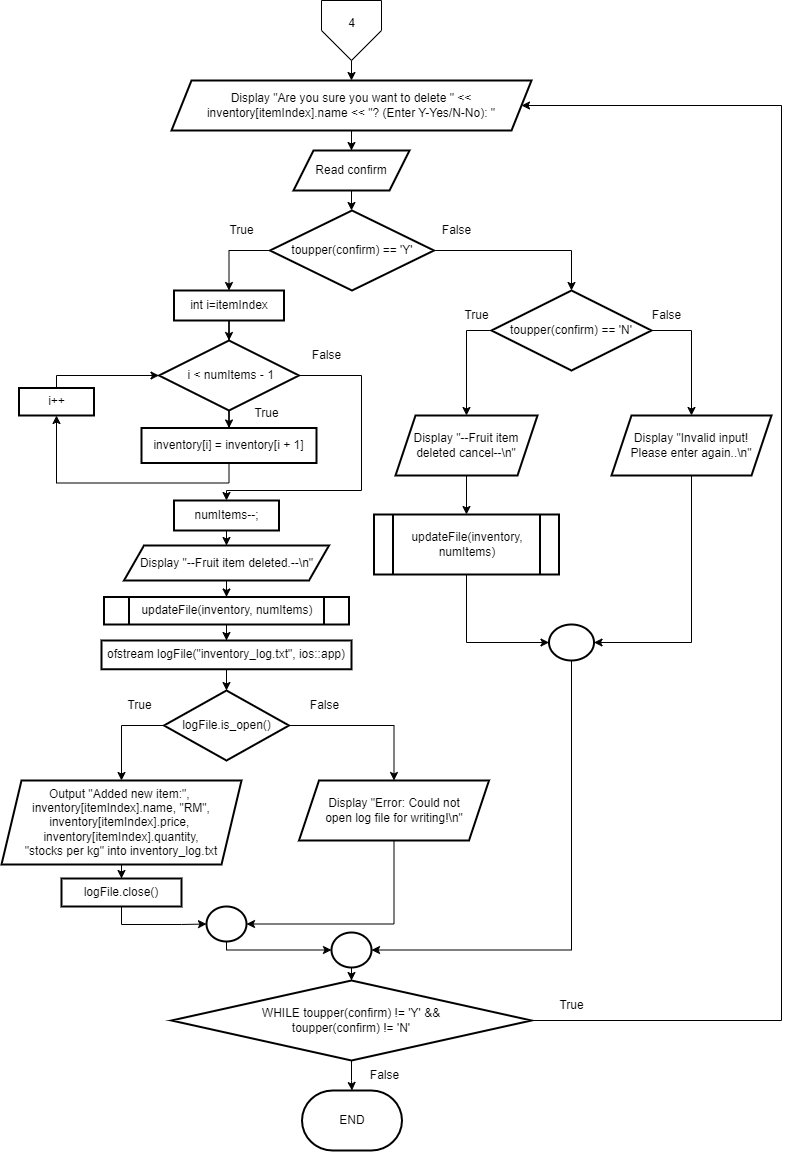 4
Display "Are you sure you want to delete " <<
inventory[itemIndex].name << "? (Enter Y-Yes/N-No): "
Read confirm
True
False
toupper(confirm) == 'Y'
int i=itemIndex
True
False
toupper(confirm) == 'N'
False
i < numItems - 1
i++
True
inventory[i] = inventory[i + 1]
Display "--Fruit item
deleted cancel--\n"
Display "Invalid input!
Please enter again..\n"
numItems--;
updateFile(inventory,
numItems)
Display "--Fruit item deleted.--\n"
updateFile(inventory, numItems)
ofstream logFile("inventory_log.txt", ios::app)
True
False
logFile.is_open()
Output "Added new item:",
inventory[itemIndex].name, "RM",
inventory[itemIndex].price,
inventory[itemIndex].quantity,
"stocks per kg" into inventory_log.txt
Display "Error: Could not
open log file for writing!\n"
logFile.close()
WHILE toupper(confirm) != 'Y' &&
toupper(confirm) != 'N'
True
False
END